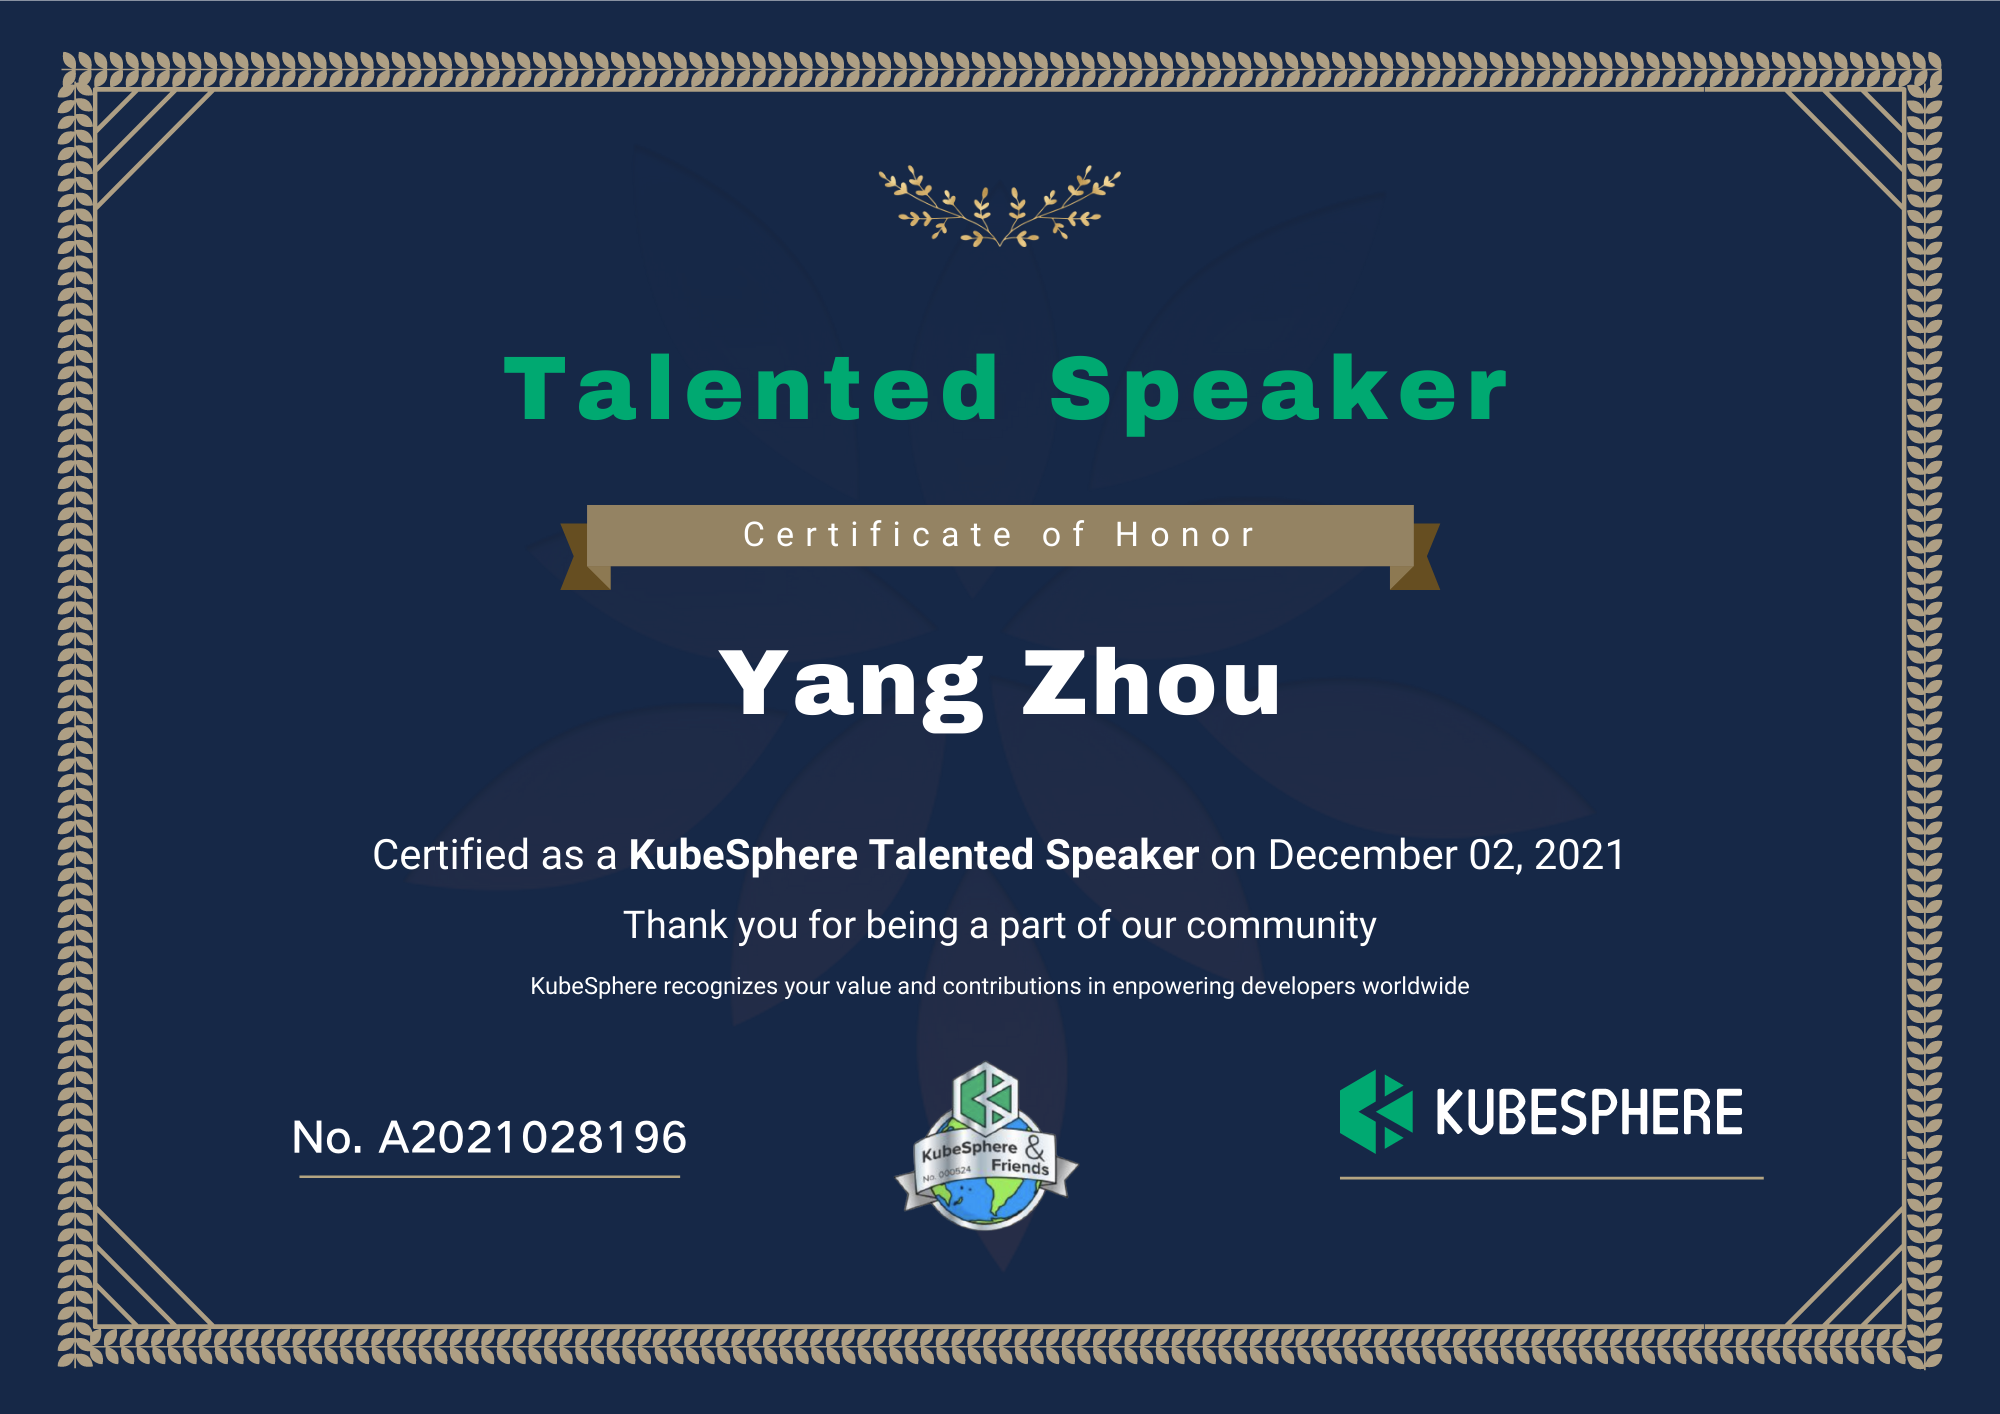 Talented Speaker
Certificate of Honor
Yang Zhou
Certified as a KubeSphere Talented Speaker on December 02, 2021
Thank you for being a part of our community
KubeSphere recognizes your value and contributions in enpowering developers worldwide
No. A2021028196
KubeSphere &
Friends
No. 000524
KUBESPHERE